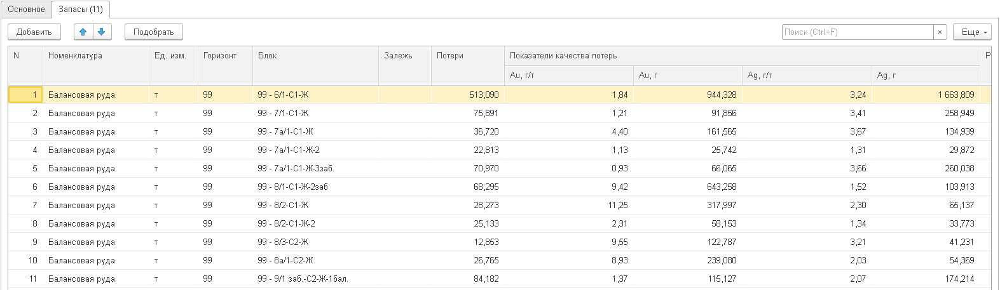 Основное Запасы (11)
Добавить Подобрать Поиск (Ctrl+F) × Еще
N Номенклатура Ед. изм. Горизонт Блок Залежь Потери Показатели качества потерь Р
Au, г/т Au, г Ag, г/т Ag, г
1 Балансовая руда т 99 99 - 6/1-С1-Ж 513,090 1,84 944,328 3,24 1 663,809
2 Балансовая руда т 99 99 - 7/1-С1-Ж 75,891 1,21 91,856 3,41 258,949
3 Балансовая руда т 99 99 - 7а/1-С1-Ж 36,720 4,40 161,565 3,67 134,939
4 Балансовая руда т 99 99 - 7а/1-С1-Ж-2 22,813 1,13 25,742 1,31 29,872
5 Балансовая руда т 99 99 - 7а/1-С1-Ж-3заб. 70,970 0,93 66,065 3,66 260,038
6 Балансовая руда т 99 99 - 8/1-С1-Ж-2заб 68,295 9,42 643,258 1,52 103,913
7 Балансовая руда т 99 99 - 8/2-С1-Ж 28,273 11,25 317,997 2,30 65,137
8 Балансовая руда т 99 99 - 8/2-С1-Ж-2 25,133 2,31 58,153 1,34 33,773
9 Балансовая руда т 99 99 - 8/3-С2-Ж 12,853 9,55 122,787 3,21 41,231
10 Балансовая руда т 99 99 - 8а/1-С2-Ж 26,765 8,93 239,080 2,03 54,369
11 Балансовая руда т 99 99 - 9/1 заб.-С2-Ж-1бал. 84,182 1,37 115,127 2,07 174,214